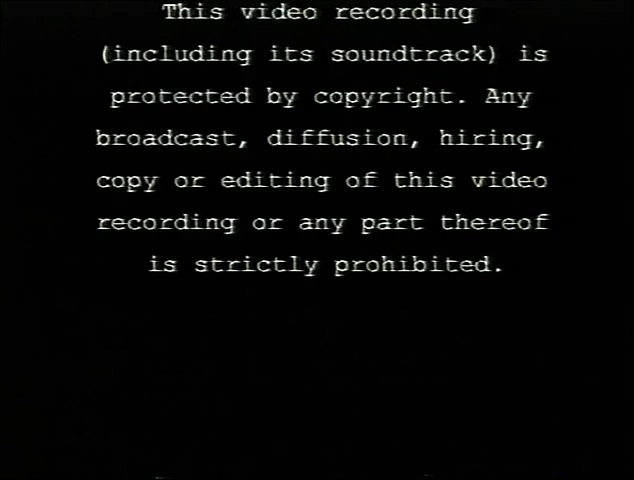 This video recording
(including its soundtrack) is
protected by copyright. Any
broadcast, diffusion, hiring,
copy or editing of this video
recording or any part thereof
is strictly prohibited.